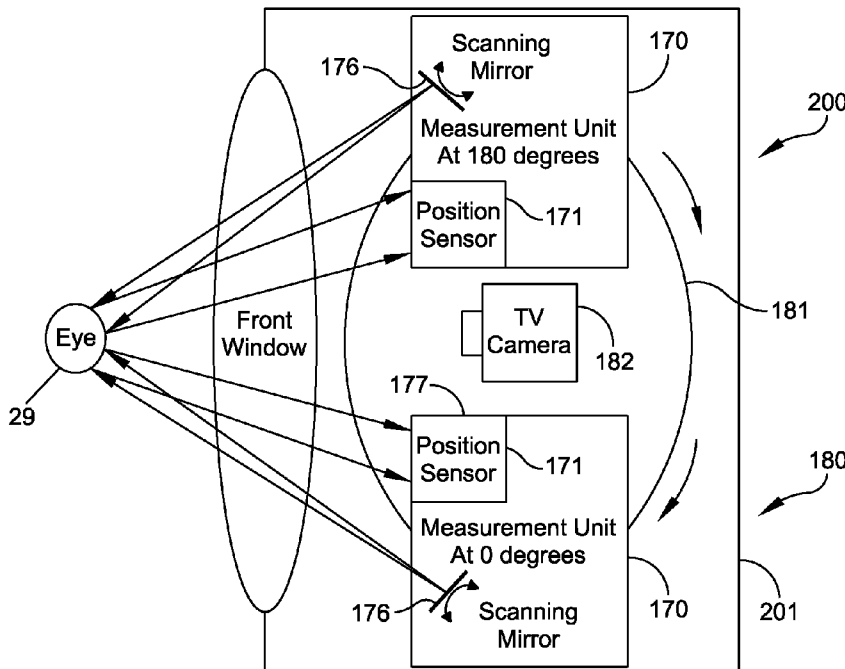 Scanning
Mirror
176
170
200
Measurement Unit
At 180 degrees
Position
Sensor
171
181
Eye
Front
Window
TV
Camera
182
29
177
Position
Sensor
171
180
Measurement Unit
At 0 degrees
176
Scanning
Mirror
170
201